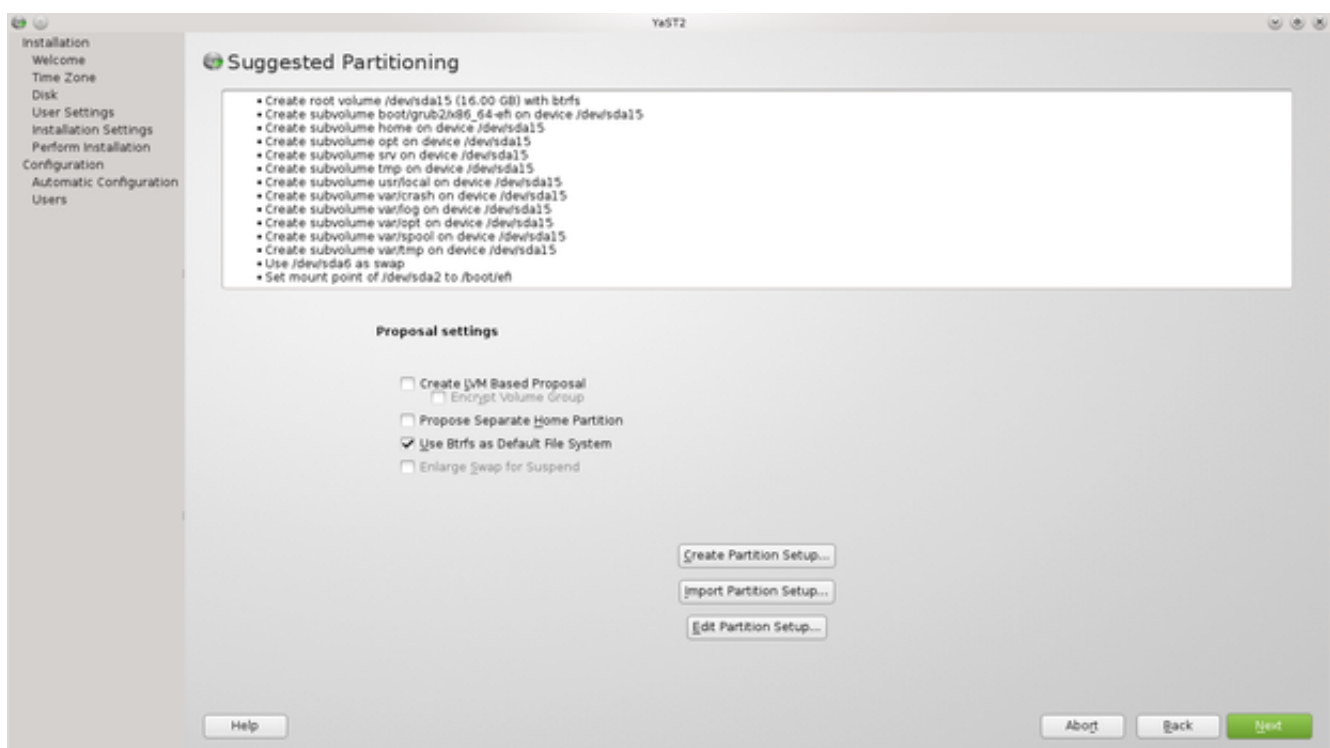 YaST2
Installation
Welcome
Time Zone
Disk
User Settings
Installation Settings
Perform Installation
Configuration
Automatic Configuration
Users
Suggested Partitioning
• Create root volume /dev/sda15 (16.00 GB) with btrfs
• Create subvolume boot/grub2/x86_64-efi on device /dev/sda15
• Create subvolume home on device /dev/sda15
• Create subvolume opt on device /dev/sda15
• Create subvolume srv on device /dev/sda15
• Create subvolume tmp on device /dev/sda15
• Create subvolume usr/local on device /dev/sda15
• Create subvolume var/crash on device /dev/sda15
• Create subvolume var/log on device /dev/sda15
• Create subvolume var/opt on device /dev/sda15
• Create subvolume var/spool on device /dev/sda15
• Create subvolume var/tmp on device /dev/sda15
• Use /dev/sda6 as swap
• Set mount point of /dev/sda2 to /boot/efi
Proposal settings
Create LVM Based Proposal
Encrypt Volume Group
Propose Separate Home Partition
Use Btrfs as Default File System
Enlarge Swap for Suspend
Create Partition Setup...
Import Partition Setup...
Edit Partition Setup...
Help
Abort
Back
Next